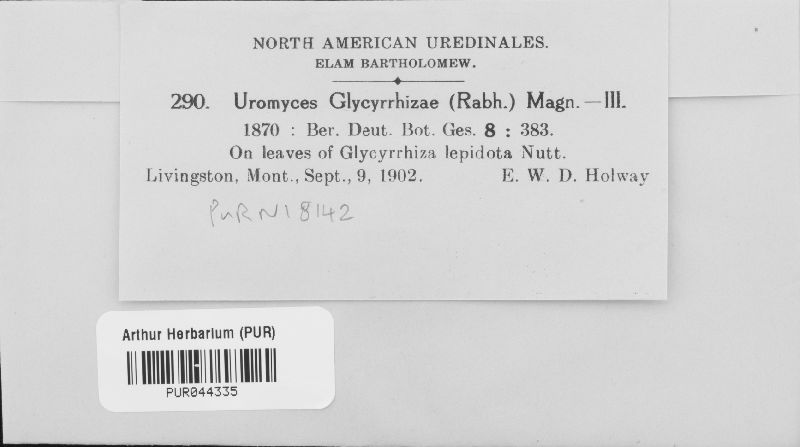 NORTH AMERICAN UREDINALES.
ELAM BARTHOLOMEW.
290. Uromyces Glycyrrhizae (Rabh.) Magn.—III.
1870 : Ber. Deut. Bot. Ges. 8 : 383.
On leaves of Glycyrrhiza lepidota Nutt.
Livingston, Mont., Sept., 9, 1902. E. W. D. Holway
PURN18142
Arthur Herbarium (PUR)
PUR044335